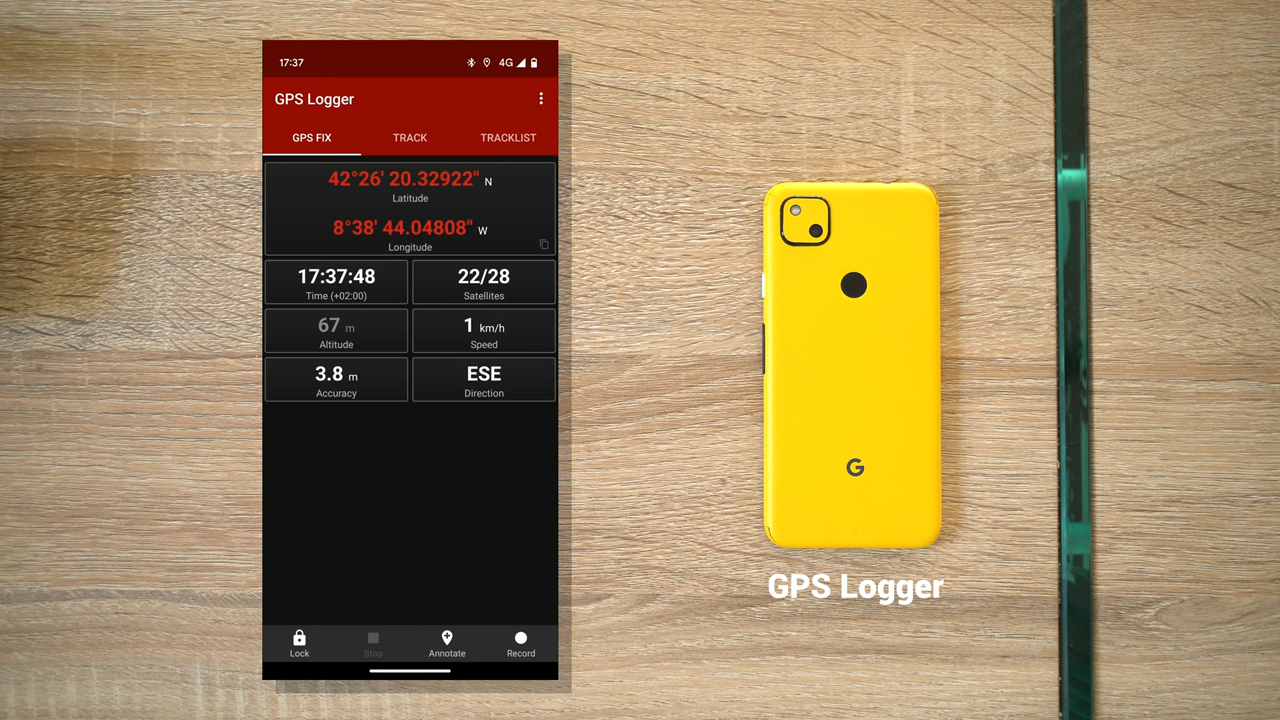 17:37
4G
GPS Logger
GPS FIX
TRACK
TRACKLIST
42°26' 20.32922" N
Latitude
8°38' 44.04808" W
Longitude
17:37:48
Time (+02:00)
22/28
Satellites
67 m
Altitude
1 km/h
Speed
3.8 m
Accuracy
ESE
Direction
Lock
Stop
Annotate
Record
G
GPS Logger